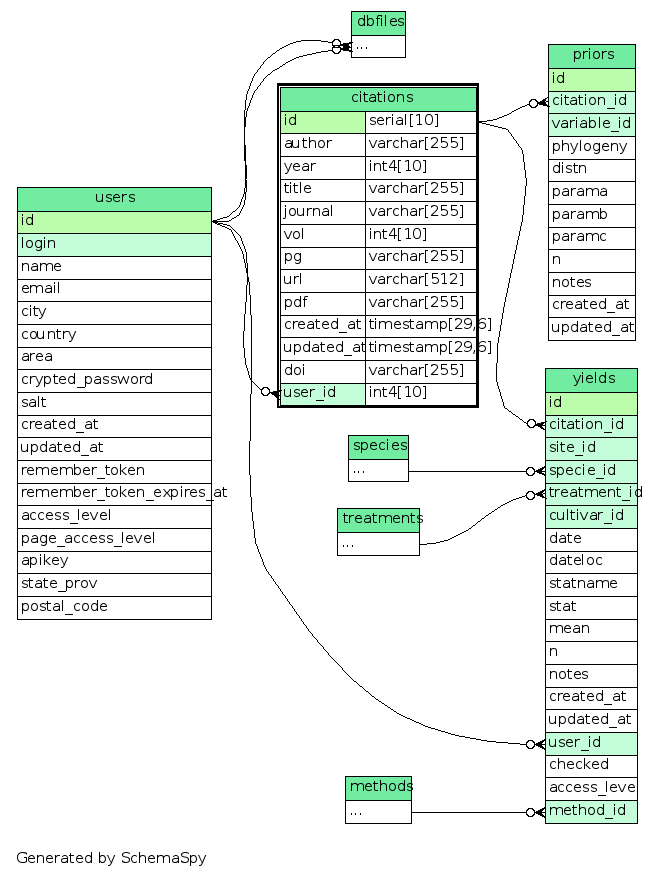 dbfiles
...
priors
id
citation_id
variable_id
phylogeny
distn
parama
paramb
paramc
n
notes
created_at
updated_at
citations
id serial[10]
author varchar[255]
year int4[10]
title varchar[255]
journal varchar[255]
vol int4[10]
pg varchar[255]
url varchar[512]
pdf varchar[255]
created_at timestamp[29,6]
updated_at timestamp[29,6]
doi varchar[255]
user_id int4[10]
users
id
login
name
email
city
country
area
crypted_password
salt
created_at
updated_at
remember_token
remember_token_expires_at
access_level
page_access_level
apikey
state_prov
postal_code
yields
id
citation_id
site_id
specie_id
treatment_id
cultivar_id
date
dateloc
statname
stat
mean
n
notes
created_at
updated_at
user_id
checked
access_leve
method_id
species
...
treatments
...
methods
...
Generated by SchemaSpy